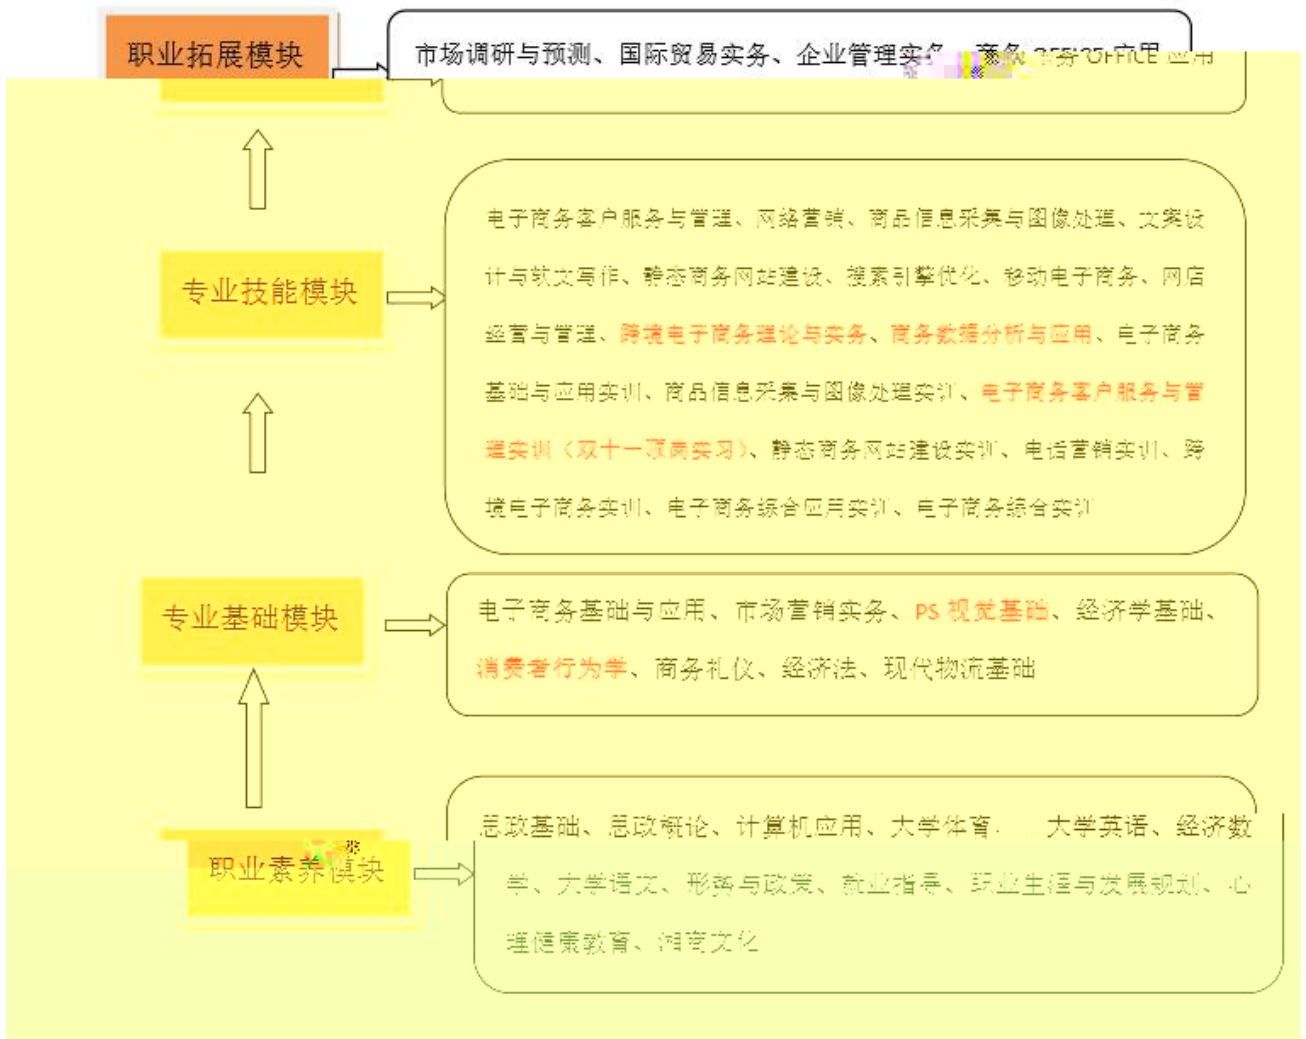 职业拓展模块
市场调研与预测、国际贸易实务、企业管理实务、商务 OFFICE 应用
专业技能模块
电子商务客户服务与管理、网络营销、商品信息采集与图像处理、文案设
计与软文写作、静态商务网站建设、搜索引擎优化、移动电子商务、网店
经营与管理、跨境电子商务理论与实务、商务数据分析与应用、电子商务
基础与应用实训、商品信息采集与图像处理实训、电子商务客户服务与管
理实训（双十一顶岗实习）、静态商务网站建设实训、电话营销实训、跨
境电子商务实训、电子商务综合应用实训、电子商务综合实训
专业基础模块
电子商务基础与应用、市场营销实务、PS 视觉基础、经济学基础、
消费者行为学、商务礼仪、经济法、现代物流基础
职业素养模块
思政基础、思政概论、计算机应用、大学体育、大学英语、经济数
学、大学语文、形势与政策、就业指导、职业生涯与发展规划、心
理健康教育、湘商文化